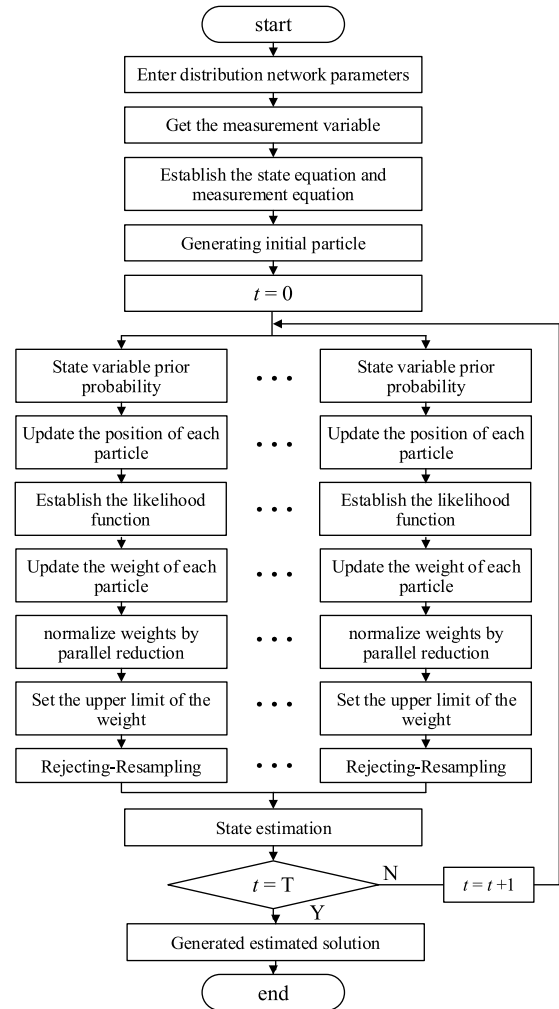 start
Enter distribution network parameters
Get the measurement variable
Establish the state equation and
measurement equation
Generating initial particle
t = 0
State variable prior
probability
• • •
State variable prior
probability
Update the position of each
particle
• • •
Update the position of each
particle
Establish the likelihood
function
• • •
Establish the likelihood
function
Update the weight of each
particle
• • •
Update the weight of each
particle
normalize weights by
parallel reduction
• • •
normalize weights by
parallel reduction
Set the upper limit of the
weight
• • •
Set the upper limit of the
weight
Rejecting-Resampling
• • •
Rejecting-Resampling
State estimation
t = T
N
t = t +1
Y
Generated estimated solution
end